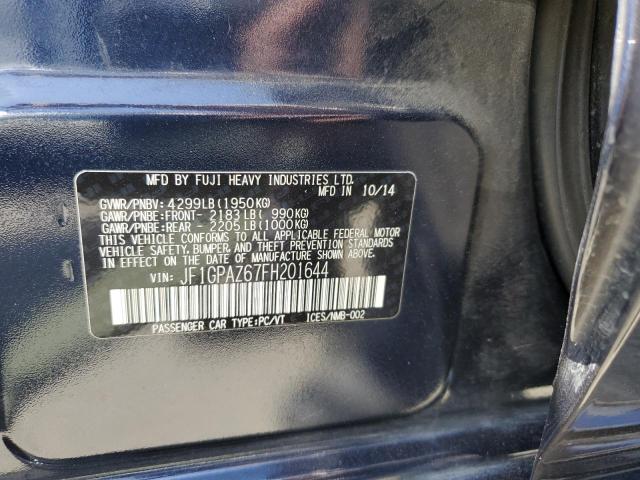 MFD BY FUJI HEAVY INDUSTRIES LTD.
MFD IN 10/14
GVWR/PNBV: 4299LB(1950KG)
GAWR/PNBE:FRONT- 2183LB( 990KG)
GAWR/PNBE:REAR - 2205LB(1000KG)
THIS VEHICLE CONFORMS TO ALL APPLICABLE FEDERAL MOTOR
VEHICLE SAFETY,BUMPER,AND THEFT PREVENTION STANDARDS
IN EFFECT ON THE DATE OF MANUFACTURE SHOWN ABOVE.
VIN: JF1GPAZ67FH201644
PASSENGER CAR TYPE:PC/VT ICES/NMB-002